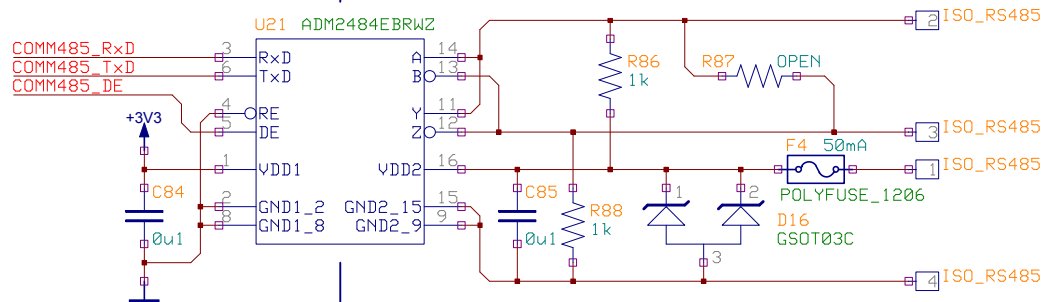 U21 ADM2484EBRWZ
ISO_RS485
2
COMM485_RxD
3
RxD
A
14
R86
R87
OPEN
COMM485_TxD
6
TxD
B
13
1k
COMM485_DE
4
RE
Y
11
+3V3
5
DE
Z
12
3
ISO_RS485
F4
50mA
1
VDD1
VDD2
16
1
ISO_RS485
C84
C85
1
2
POLYFUSE_1206
2
GND1_2
GND2_15
15
R88
D16
8
GND1_8
GND2_9
9
1k
GSOT03C
0u1
0u1
3
4
ISO_RS485